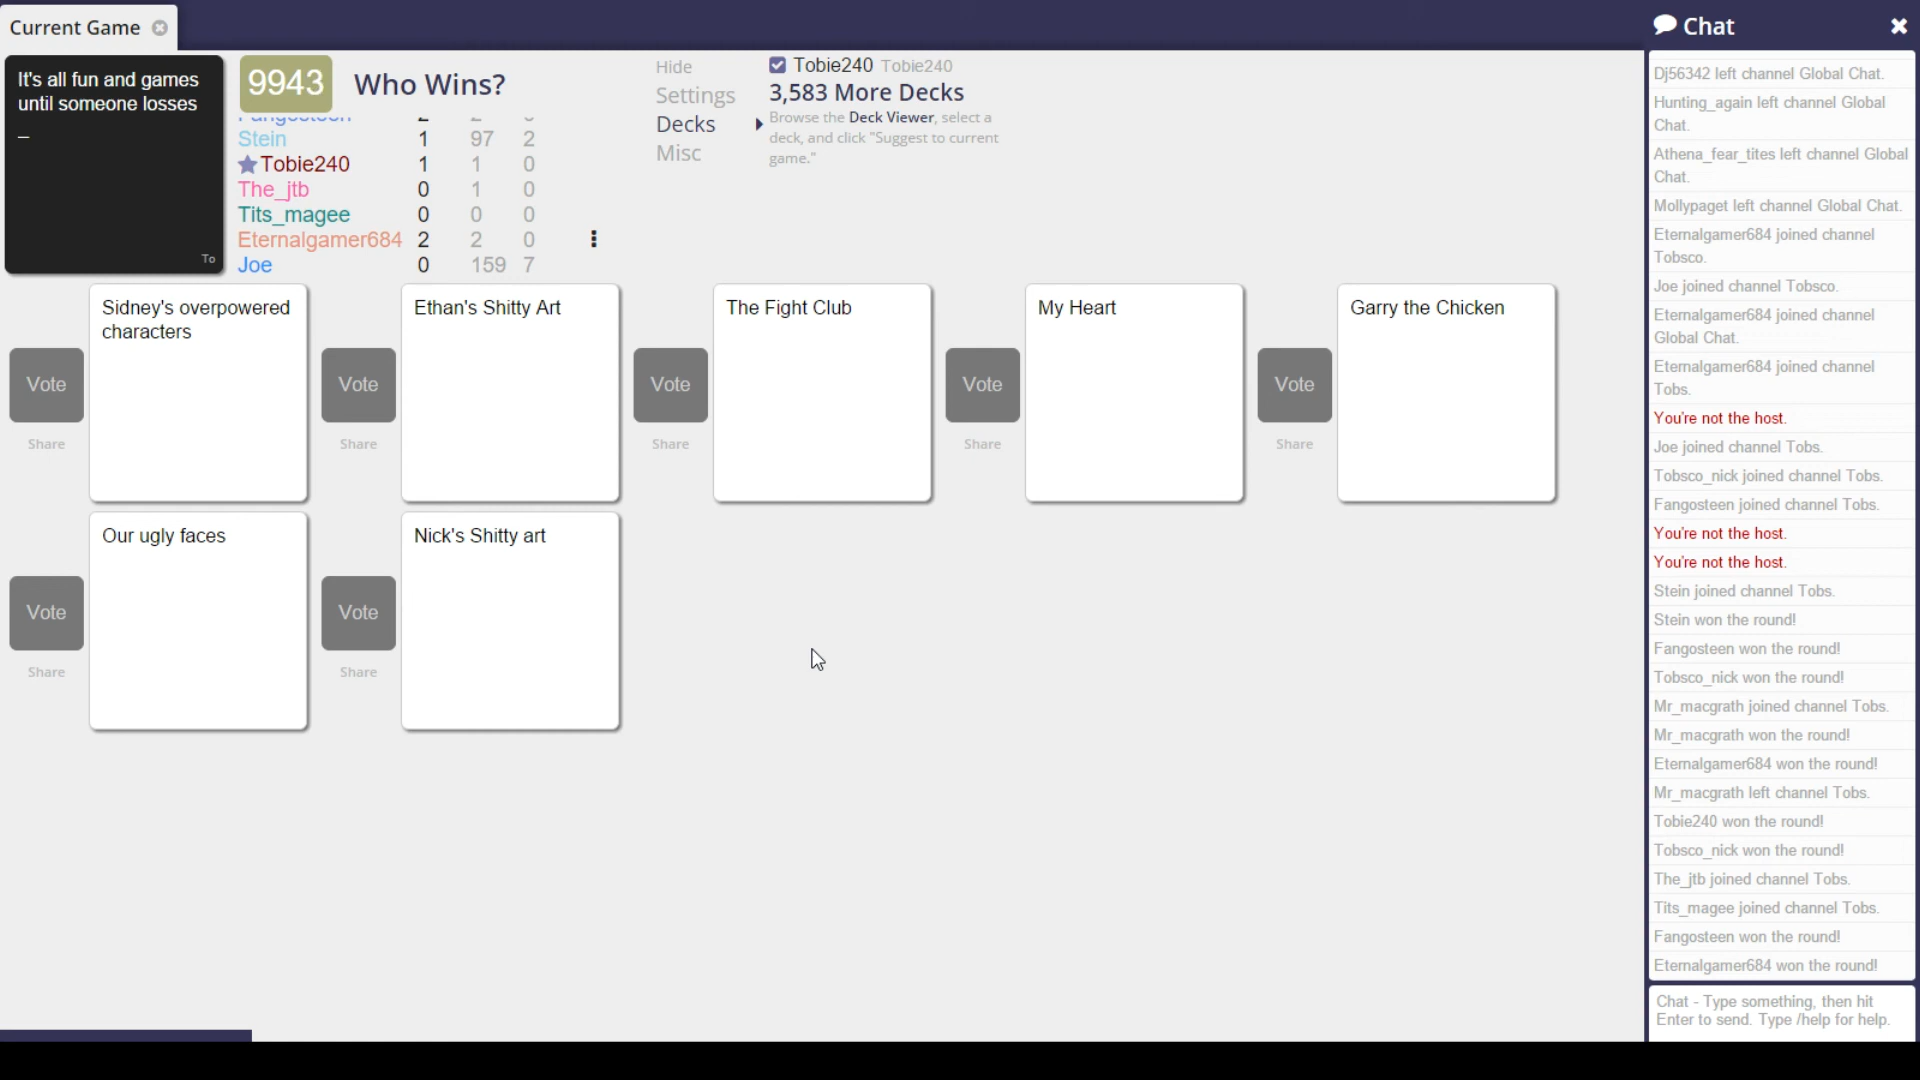 Current Game
It's all fun and games
until someone losses
_
To
9943 Who Wins?
Stein 1 97 2
Tobie240 1 1 0
The_jtb 0 1 0
Tits_magee 0 0 0
Eternalgamer684 2 2 0
Joe 0 159 7
Hide
Settings
Decks
Misc
Tobie240 Tobie240
3,583 More Decks
Browse the Deck Viewer, select a
deck, and click "Suggest to current
game."
Vote
Share
Sidney's overpowered
characters
Vote
Share
Ethan's Shitty Art
Vote
Share
The Fight Club
Vote
Share
My Heart
Vote
Share
Garry the Chicken
Vote
Share
Our ugly faces
Vote
Share
Nick's Shitty art
Chat
Dj56342 left channel Global Chat.
Hunting_again left channel Global
Chat.
Athena_fear_tites left channel Global
Chat.
Mollypaget left channel Global Chat.
Eternalgamer684 joined channel
Tobsco.
Joe joined channel Tobsco.
Eternalgamer684 joined channel
Global Chat.
Eternalgamer684 joined channel
Tobs.
You're not the host.
Joe joined channel Tobs.
Tobsco_nick joined channel Tobs.
Fangosteen joined channel Tobs.
You're not the host.
You're not the host.
Stein joined channel Tobs.
Stein won the round!
Fangosteen won the round!
Tobsco_nick won the round!
Mr_macgrath joined channel Tobs.
Mr_macgrath won the round!
Eternalgamer684 won the round!
Mr_macgrath left channel Tobs.
Tobie240 won the round!
Tobsco_nick won the round!
The_jtb joined channel Tobs.
Tits_magee joined channel Tobs.
Fangosteen won the round!
Eternalgamer684 won the round!
Chat - Type something, then hit
Enter to send. Type /help for help.